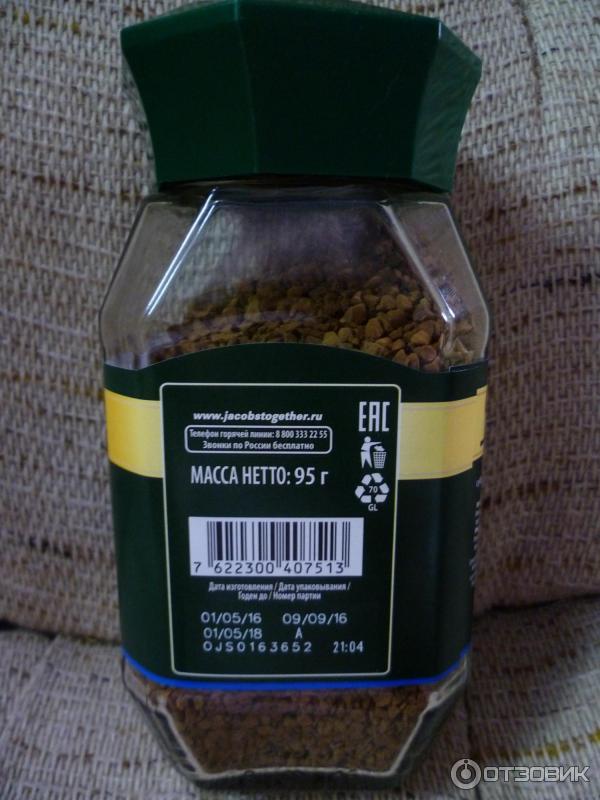 www.jacobstogether.ru
Телефон горячей линии: 8 800 333 22 55
Звонки по России бесплатно
МАССА НЕТТО: 95 г
EAC
70
GL
7 622300 407513
Дата изготовления / Дата упаковывания /
Годен до / Номер партии
01/05/16 09/09/16
01/05/18 A
OJS0163652 21:04
ОТЗОВИК